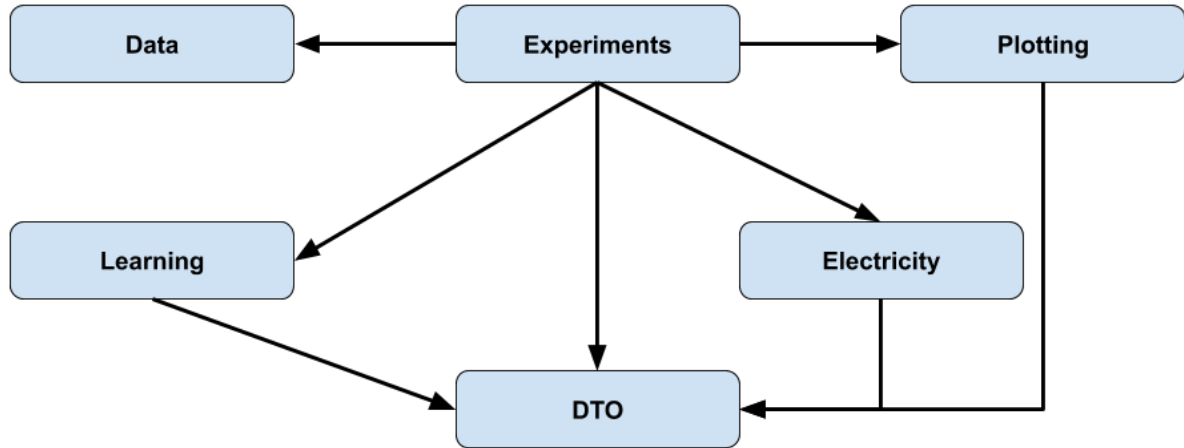 Data
Experiments
Plotting
Learning
Electricity
DTO